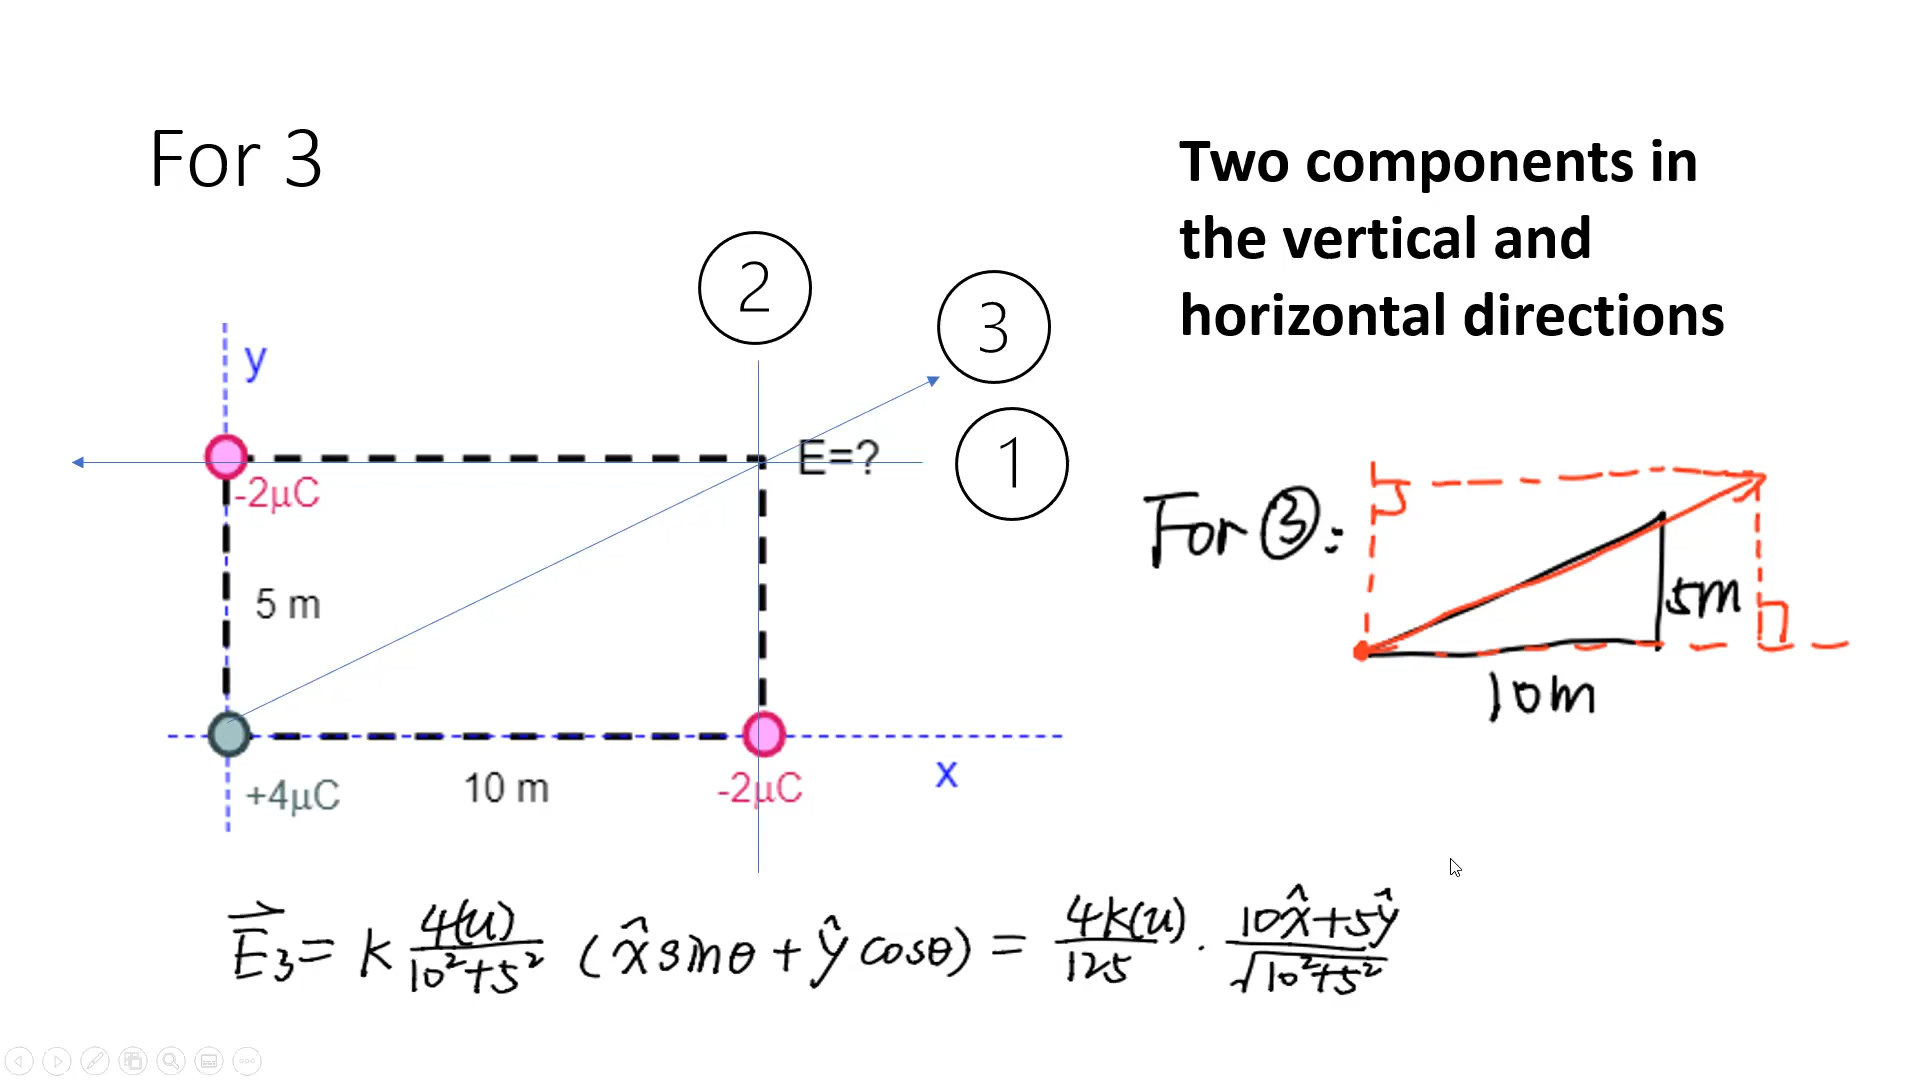 For 3
Two components in
the vertical and
horizontal directions
2
3
1
y
E=?
-2μC
5 m
+4μC
10 m
-2μC
x
For ③:
5m
10m
E⃗3 = k 4(u)/(10²+5²) (x̂ sinθ + ŷ cosθ) = 4k(u)/125 · (10x̂+5ŷ)/√(10²+5²)